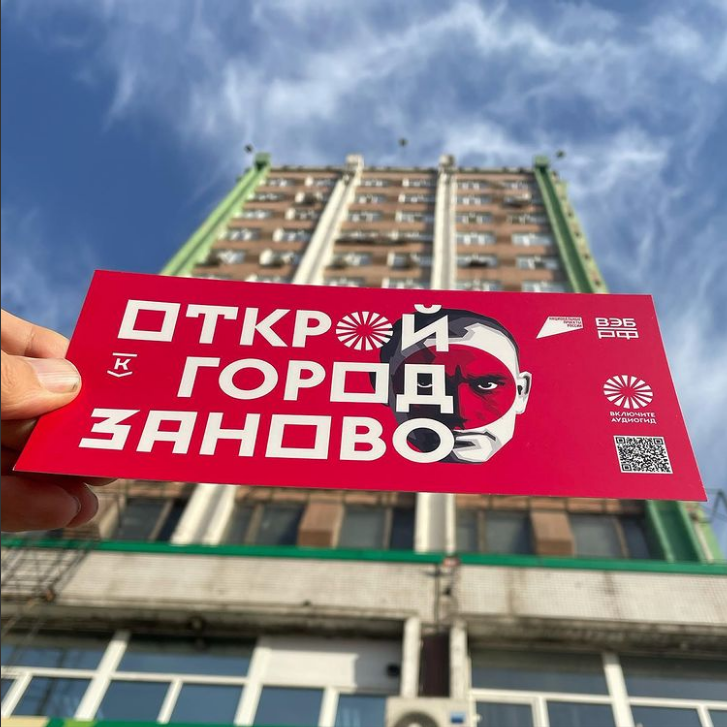 ОТКРОЙ
ГОРОД
ЗАНОВО
К
ВЭБ
РФ
ВКЛЮЧИТЕ
АУДИОГИД